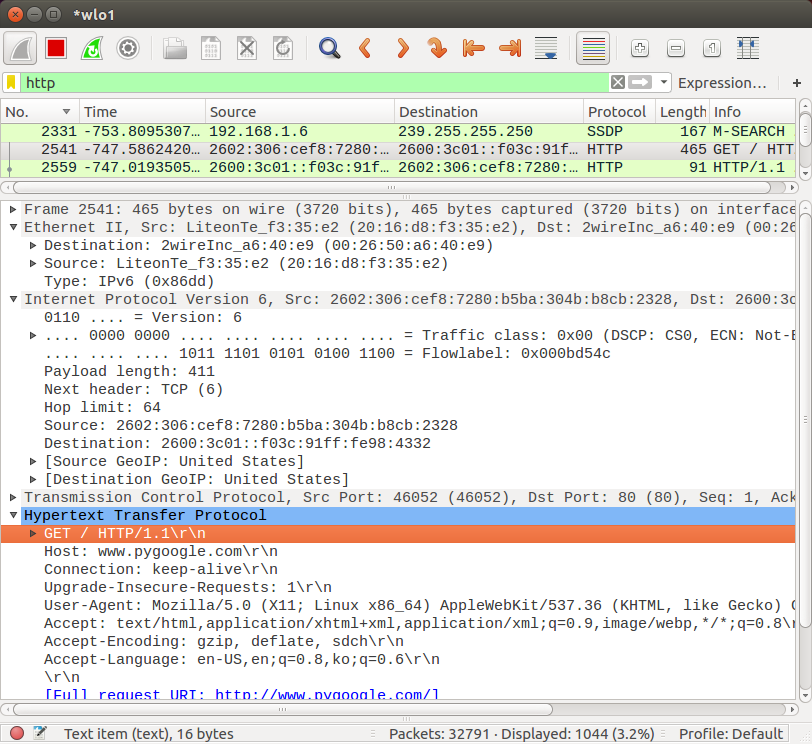 *wlo1
http
Expression…
+
No. Time Source Destination Protocol Length Info
2331 -753.8095307… 192.168.1.6 239.255.255.250 SSDP 167 M-SEARCH
2541 -747.5862420… 2602:306:cef8:7280:… 2600:3c01::f03c:91f… HTTP 465 GET / HTT
2559 -747.0193505… 2600:3c01::f03c:91f… 2602:306:cef8:7280:… HTTP 91 HTTP/1.1
Frame 2541: 465 bytes on wire (3720 bits), 465 bytes captured (3720 bits) on interface
Ethernet II, Src: LiteonTe_f3:35:e2 (20:16:d8:f3:35:e2), Dst: 2wireInc_a6:40:e9 (00:26
Destination: 2wireInc_a6:40:e9 (00:26:50:a6:40:e9)
Source: LiteonTe_f3:35:e2 (20:16:d8:f3:35:e2)
Type: IPv6 (0x86dd)
Internet Protocol Version 6, Src: 2602:306:cef8:7280:b5ba:304b:b8cb:2328, Dst: 2600:3c
0110 .... = Version: 6
.... 0000 0000 .... .... .... .... .... = Traffic class: 0x00 (DSCP: CS0, ECN: Not-E
.... .... .... 1011 1101 0101 0100 1100 = Flowlabel: 0x000bd54c
Payload length: 411
Next header: TCP (6)
Hop limit: 64
Source: 2602:306:cef8:7280:b5ba:304b:b8cb:2328
Destination: 2600:3c01::f03c:91ff:fe98:4332
[Source GeoIP: United States]
[Destination GeoIP: United States]
Transmission Control Protocol, Src Port: 46052 (46052), Dst Port: 80 (80), Seq: 1, Ack
Hypertext Transfer Protocol
GET / HTTP/1.1\r\n
Host: www.pygoogle.com\r\n
Connection: keep-alive\r\n
Upgrade-Insecure-Requests: 1\r\n
User-Agent: Mozilla/5.0 (X11; Linux x86_64) AppleWebKit/537.36 (KHTML, like Gecko) C
Accept: text/html,application/xhtml+xml,application/xml;q=0.9,image/webp,*/*;q=0.8\r
Accept-Encoding: gzip, deflate, sdch\r\n
Accept-Language: en-US,en;q=0.8,ko;q=0.6\r\n
\r\n
[Full request URI: http://www.pygoogle.com/]
Text item (text), 16 bytes Packets: 32791 · Displayed: 1044 (3.2%) Profile: Default